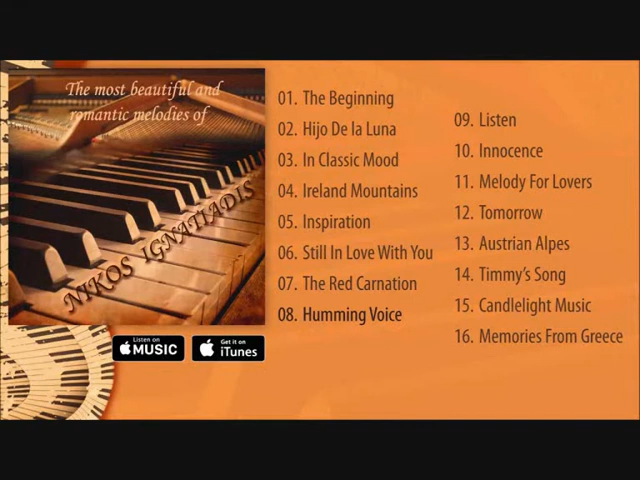 The most beautiful and
romantic melodies of
NIKOS IGNATIADIS
Listen on
MUSIC
Get it on
iTunes
01. The Beginning
02. Hijo De la Luna
03. In Classic Mood
04. Ireland Mountains
05. Inspiration
06. Still In Love With You
07. The Red Carnation
08. Humming Voice
09. Listen
10. Innocence
11. Melody For Lovers
12. Tomorrow
13. Austrian Alpes
14. Timmy's Song
15. Candlelight Music
16. Memories From Greece